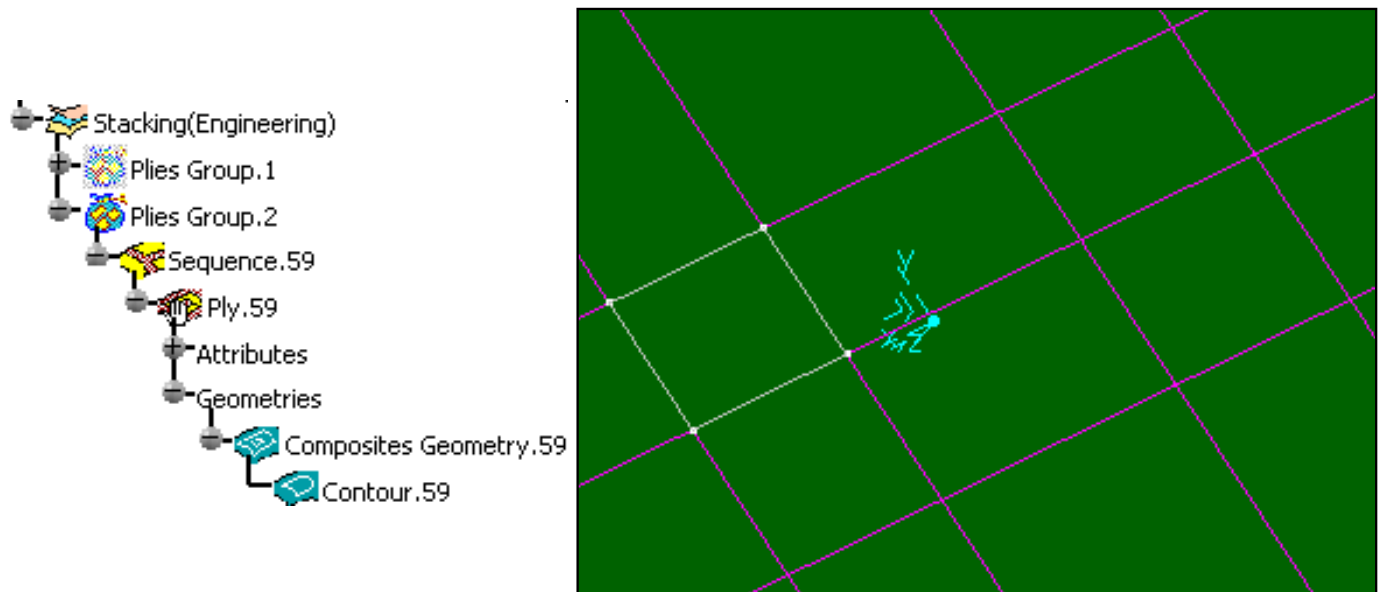 Stacking(Engineering)
Plies Group.1
Plies Group.2
Sequence.59
Ply.59
Attributes
Geometries
Composites Geometry.59
Contour.59
Y
Z